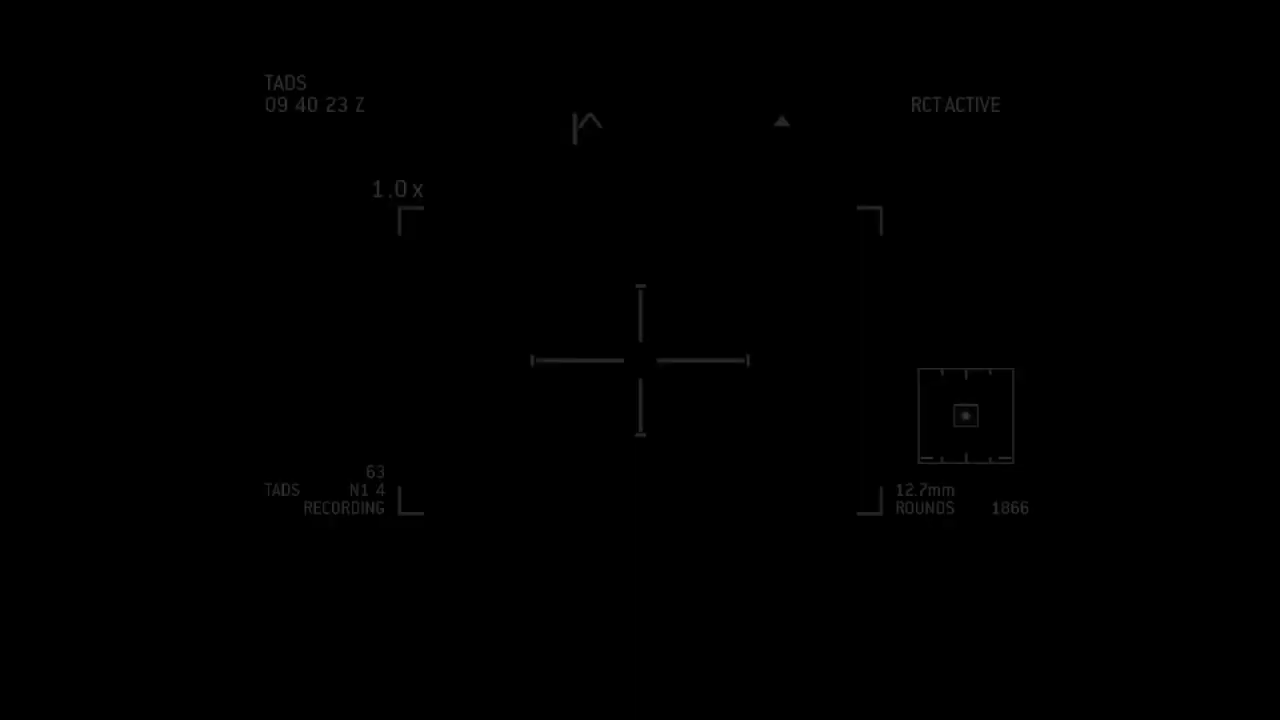 TADS
09 40 23 Z
RCT ACTIVE
1.0 x
63
TADS N1 4
RECORDING
12.7mm
ROUNDS 1866